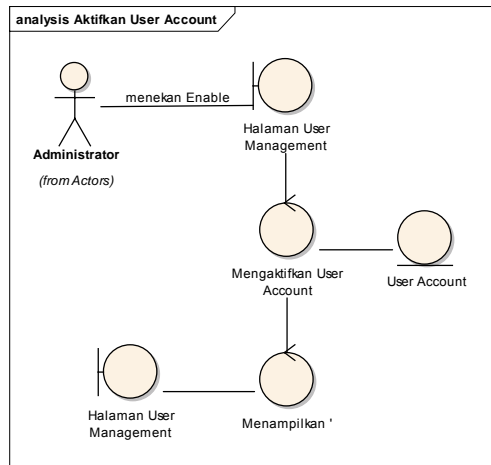 analysis Aktifkan User Account
menekan Enable
Administrator
(from Actors)
Halaman User
Management
Mengaktifkan User
Account
User Account
Halaman User
Management
Menampilkan '